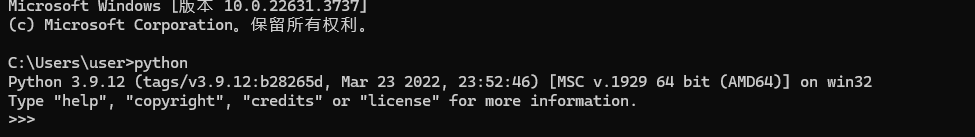 Microsoft Windows [版本 10.0.22631.3737]
(c) Microsoft Corporation。保留所有权利。
C:\Users\user>python
Python 3.9.12 (tags/v3.9.12:b28265d, Mar 23 2022, 23:52:46) [MSC v.1929 64 bit (AMD64)] on win32
Type "help", "copyright", "credits" or "license" for more information.
>>>